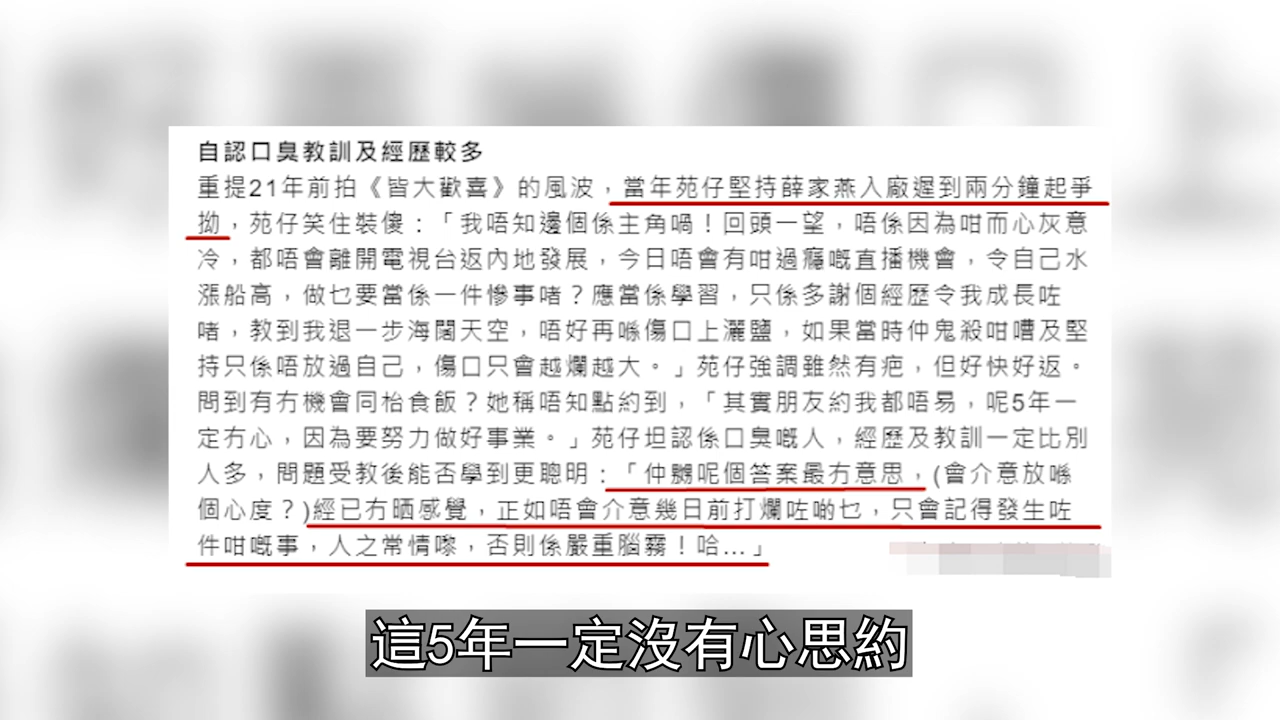 自認口臭教訓及經歷較多
重提21年前拍《皆大歡喜》的風波，當年苑仔堅持薛家燕入廠遲到兩分鐘起爭
拗，苑仔笑住裝傻：「我唔知邊個係主角喎！回頭一望，唔係因為咁而心灰意
冷，都唔會離開電視台返內地發展，今日唔會有咁過癮嘅直播機會，令自己水
漲船高，做乜要當係一件慘事啫？應當係學習，只係多謝個經歷令我成長咗
啫，教到我退一步海闊天空，唔好再喺傷口上灑鹽，如果當時仲鬼殺咁嘈及堅
持只係唔放過自己，傷口只會越爛越大。」苑仔強調雖然有疤，但好快好返。
問到有冇機會同枱食飯？她稱唔知點約到，「其實朋友約我都唔易，呢5年一
定冇心，因為要努力做好事業。」苑仔坦認係口臭嘅人，經歷及教訓一定比別
人多，問題受教後能否學到更聰明：「仲嬲呢個答案最冇意思，(會介意放喺
個心度？)經已冇晒感覺，正如唔會介意幾日前打爛咗啲乜，只會記得發生咗
件咁嘅事，人之常情嚟，否則係嚴重腦霧！哈...」
這5年一定沒有心思約